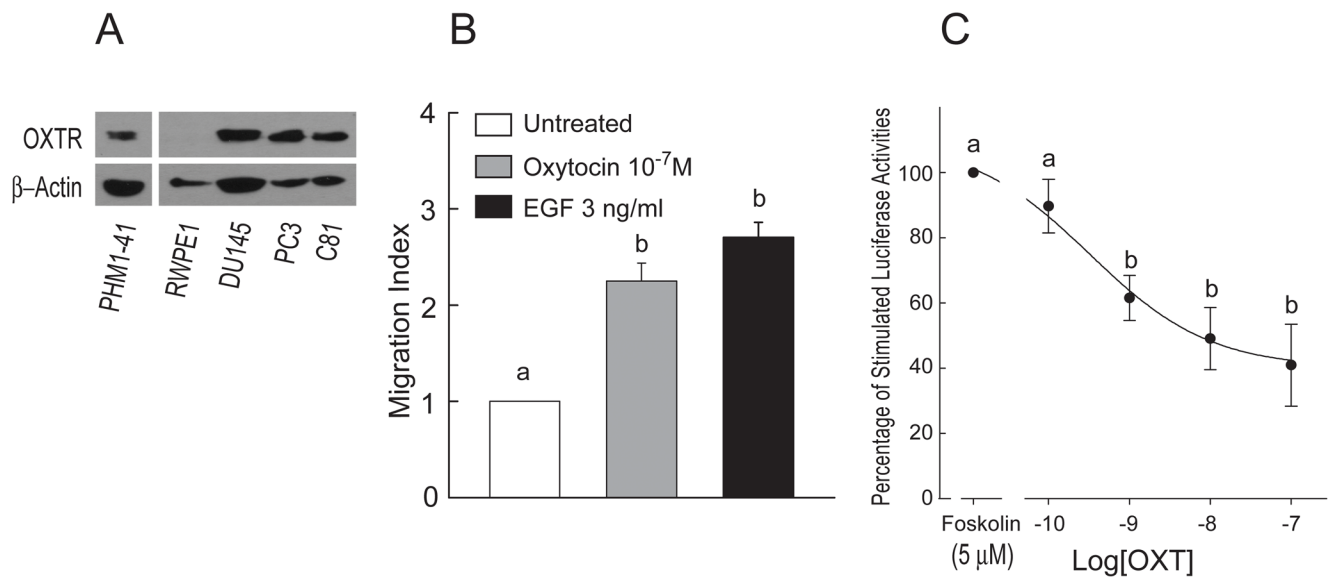 A
OXTR
β–Actin
PHM1-41
RWPE1
DU145
PC3
C81
B
Migration Index
4
3
2
1
0
Untreated
Oxytocin 10-7M
EGF 3 ng/ml
a
b
b
C
Percentage of Stimulated Luciferase Activities
100
80
60
40
20
0
a
a
b
b
b
Foskolin
(5 μM)
-10
-9
-8
-7
Log[OXT]